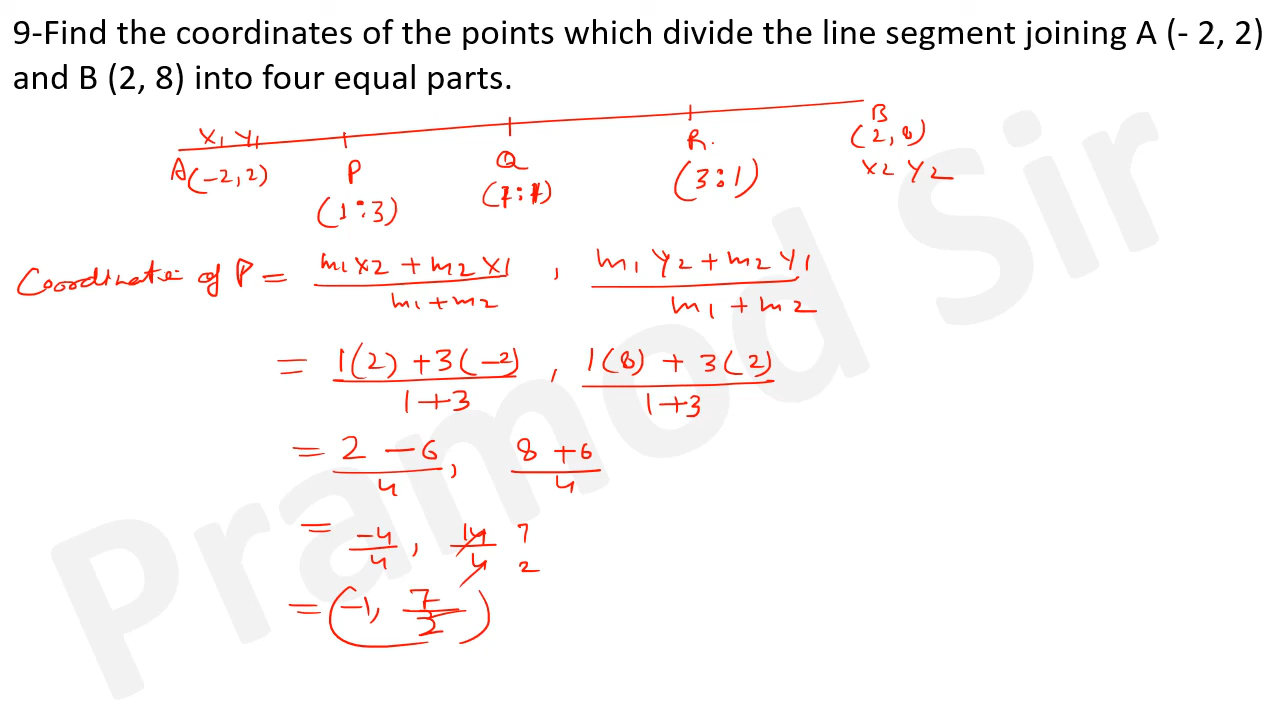 9-Find the coordinates of the points which divide the line segment joining A (- 2, 2)
and B (2, 8) into four equal parts.
x1 y1
A(-2,2) P Q R. B
(1:3) (1:1) (3:1) (2,8)
x2 y2
Coordinate of P = m1x2 + m2x1 / m1+m2 , m1y2 + m2y1 / m1+m2
= 1(2) +3(-2) / 1+3 , 1(8) + 3(2) / 1+3
= 2 -6 / 4 , 8 +6 / 4
= -4/4 , 14/4 7/2
= (-1, 7/2)
Pramod Sir